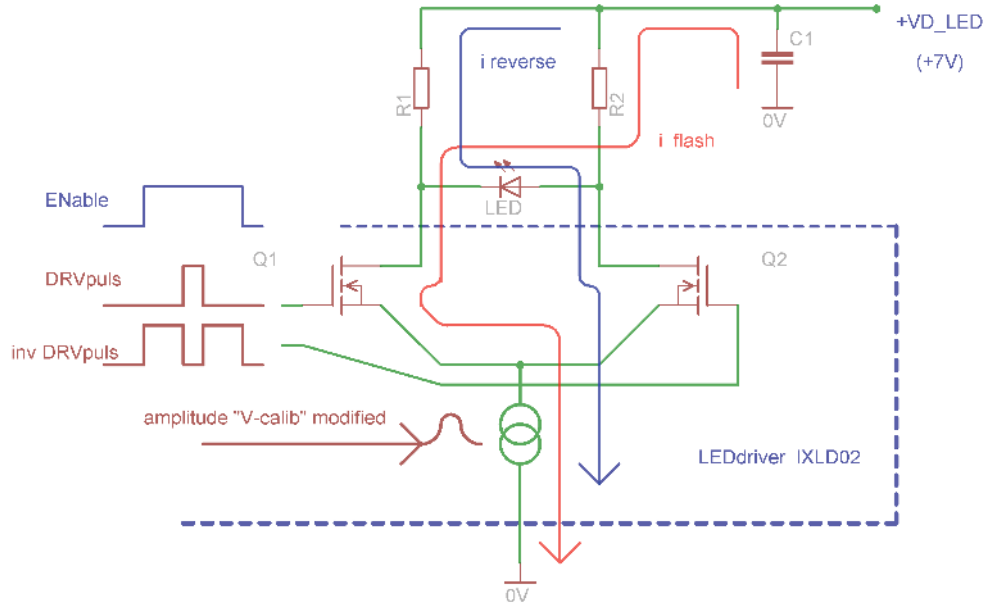 +VD_LED
C1
i reverse
(+7V)
R1
R2
0V
i flash
ENable
LED
Q1
Q2
DRVpuls
inv DRVpuls
amplitude "V-calib" modified
LEDdriver IXLD02
0V